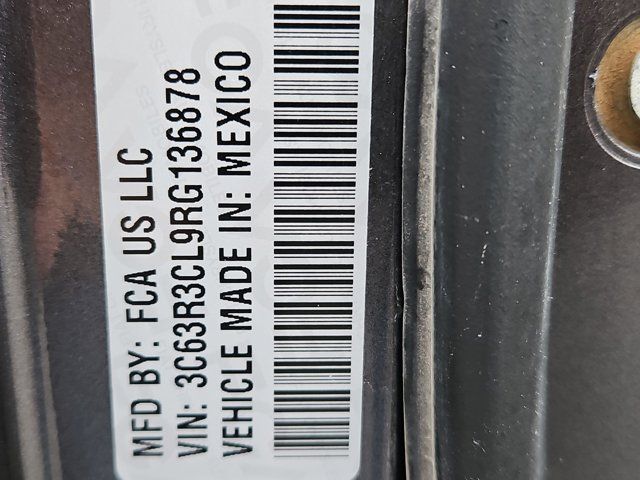 MFD BY: FCA US LLC
VIN: 3C63R3CL9RG136878
VEHICLE MADE IN: MEXICO